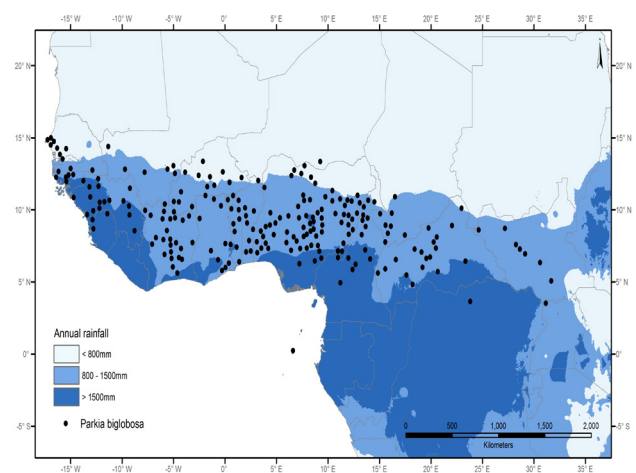 15° W 10° W 5° W 0° 5° E 10° E 15° E 20° E 25° E 30° E 35° E
20° N 20° N
15° N 15° N
10° N 10° N
5° N 5° N
Annual rainfall
< 800mm
800 - 1500mm
> 1500mm
Parkia biglobosa
0° 0°
0 500 1,000 1,500 2,000
Kilometers
5° S 5° S
15° W 10° W 5° W 0° 5° E 10° E 15° E 20° E 25° E 30° E 35° E